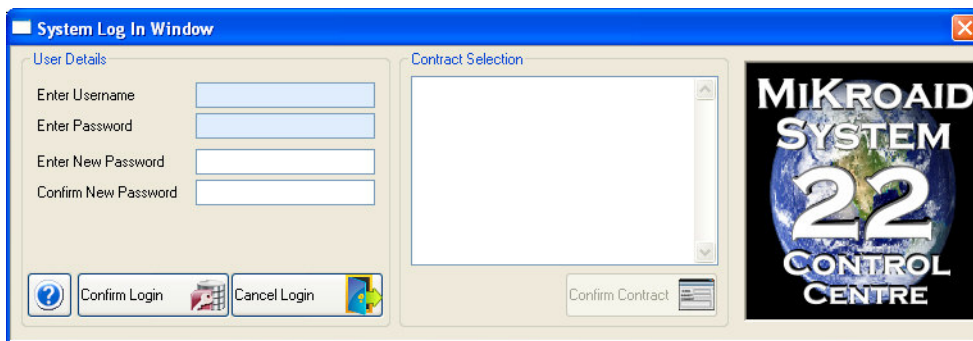 System Log In Window
User Details
Enter Username
Enter Password
Enter New Password
Confirm New Password
Confirm Login
Cancel Login
Contract Selection
Confirm Contract
MiKroaid
System
22
Control
Centre